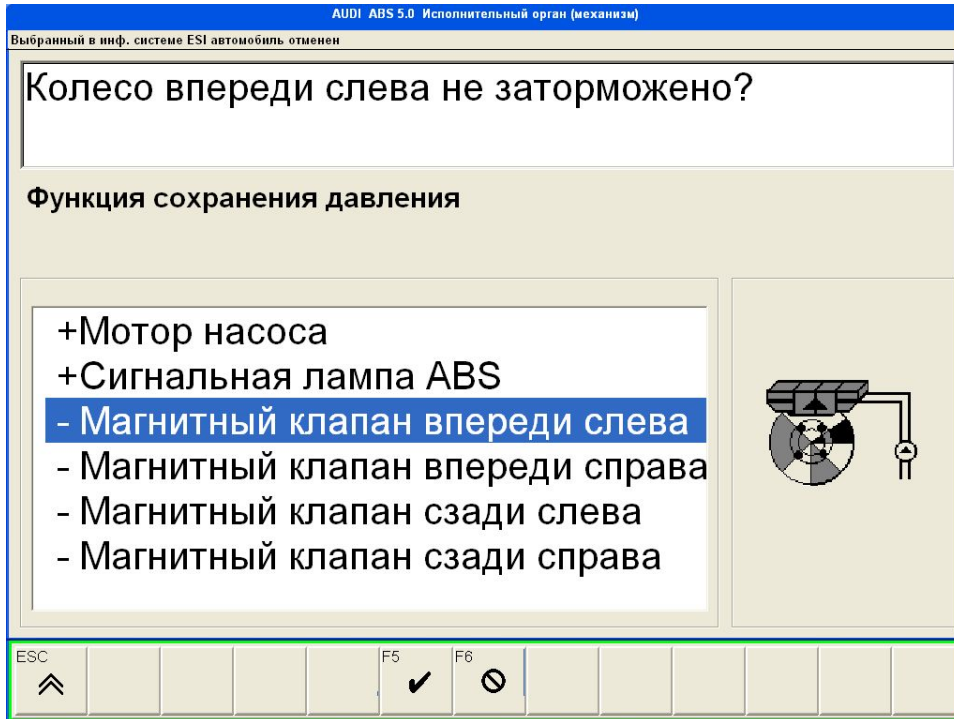 AUDI ABS 5.0 Исполнительный орган (механизм)
Выбранный в инф. системе ESI автомобиль отменен
Колесо впереди слева не заторможено?
Функция сохранения давления
+Мотор насоса
+Сигнальная лампа ABS
- Магнитный клапан впереди слева
- Магнитный клапан впереди справа
- Магнитный клапан сзади слева
- Магнитный клапан сзади справа
ESC F5 F6